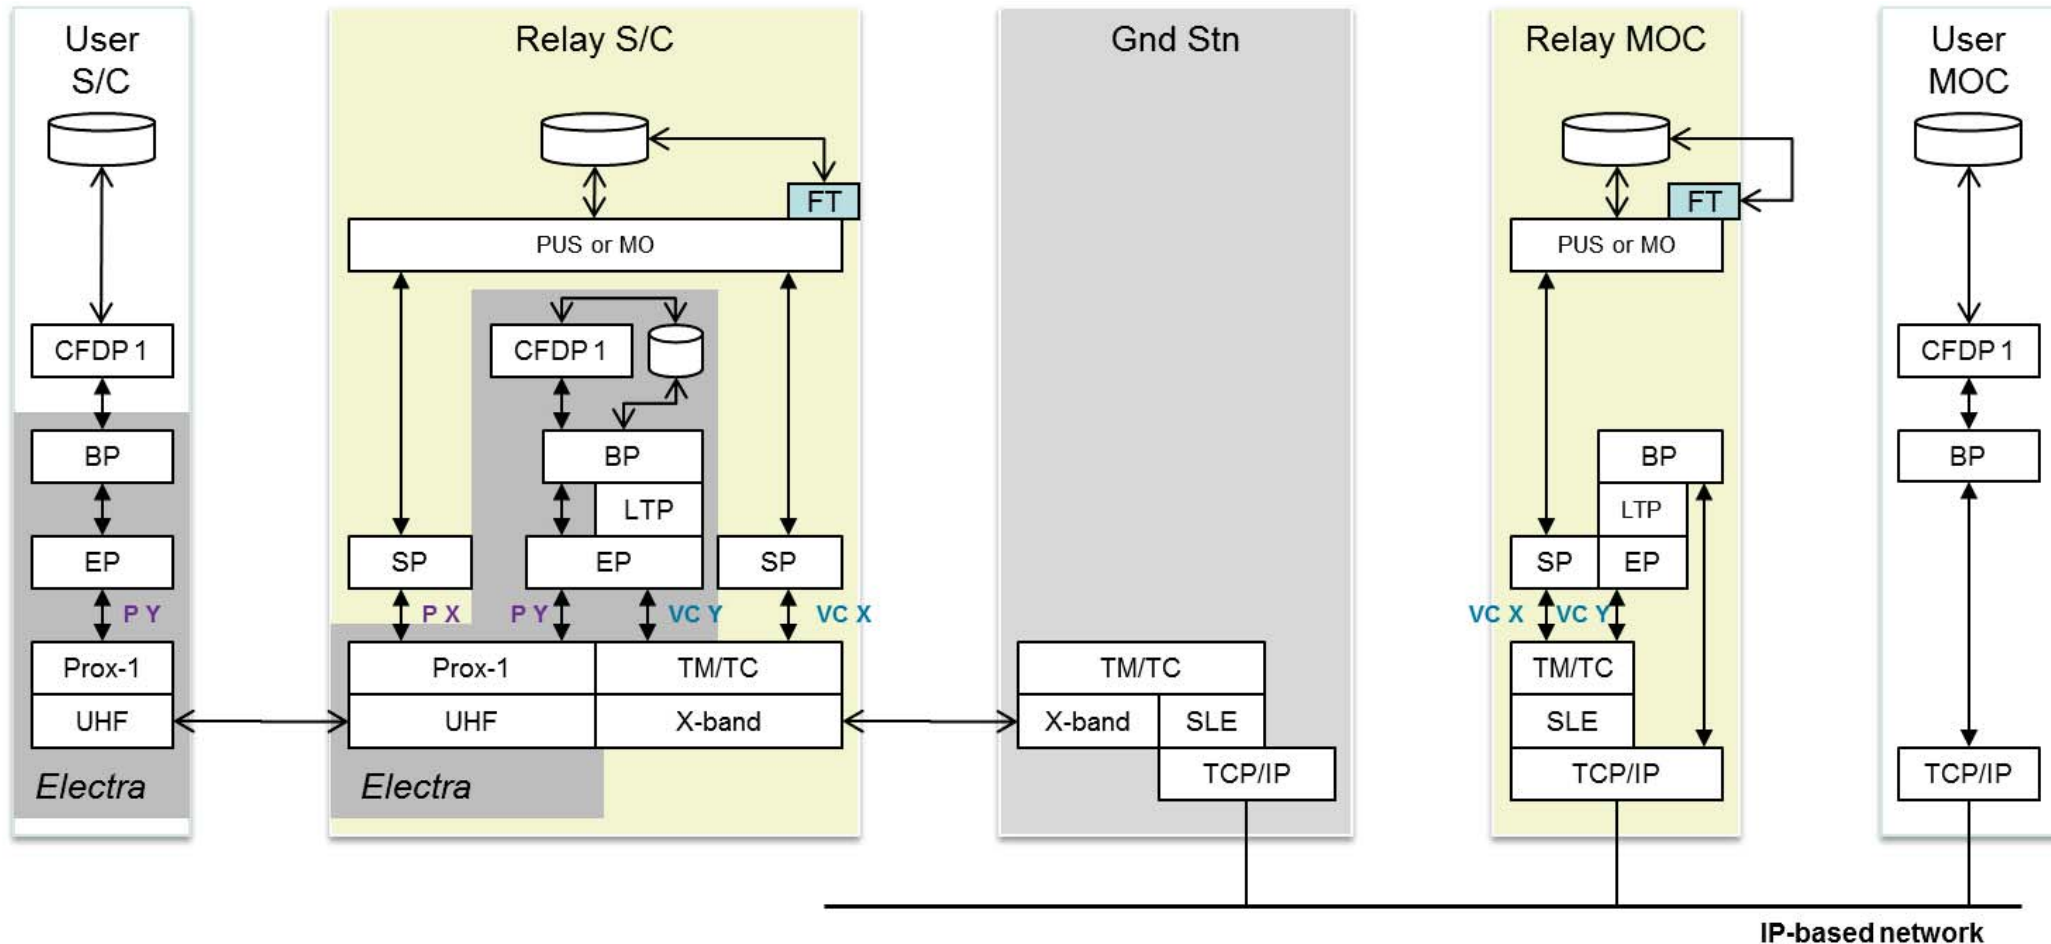 User
S/C
Relay S/C
Gnd Stn
Relay MOC
User
MOC
FT
FT
PUS or MO
PUS or MO
CFDP 1
CFDP 1
CFDP 1
BP
BP
BP
BP
LTP
LTP
EP
SP
EP
SP
SP
EP
P Y
P X
P Y
VC Y
VC X
VC X
VC Y
Prox-1
Prox-1
TM/TC
TM/TC
TM/TC
UHF
UHF
X-band
X-band
SLE
SLE
Electra
Electra
TCP/IP
TCP/IP
TCP/IP
IP-based network